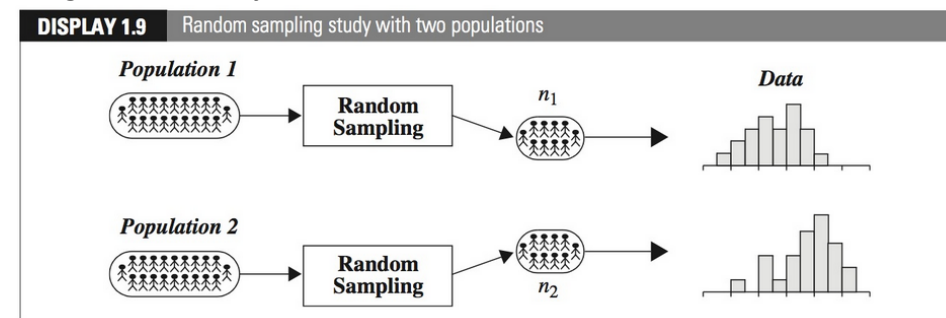 DISPLAY 1.9 Random sampling study with two populations
Population 1
Random
Sampling
n1
Data
Population 2
Random
Sampling
n2